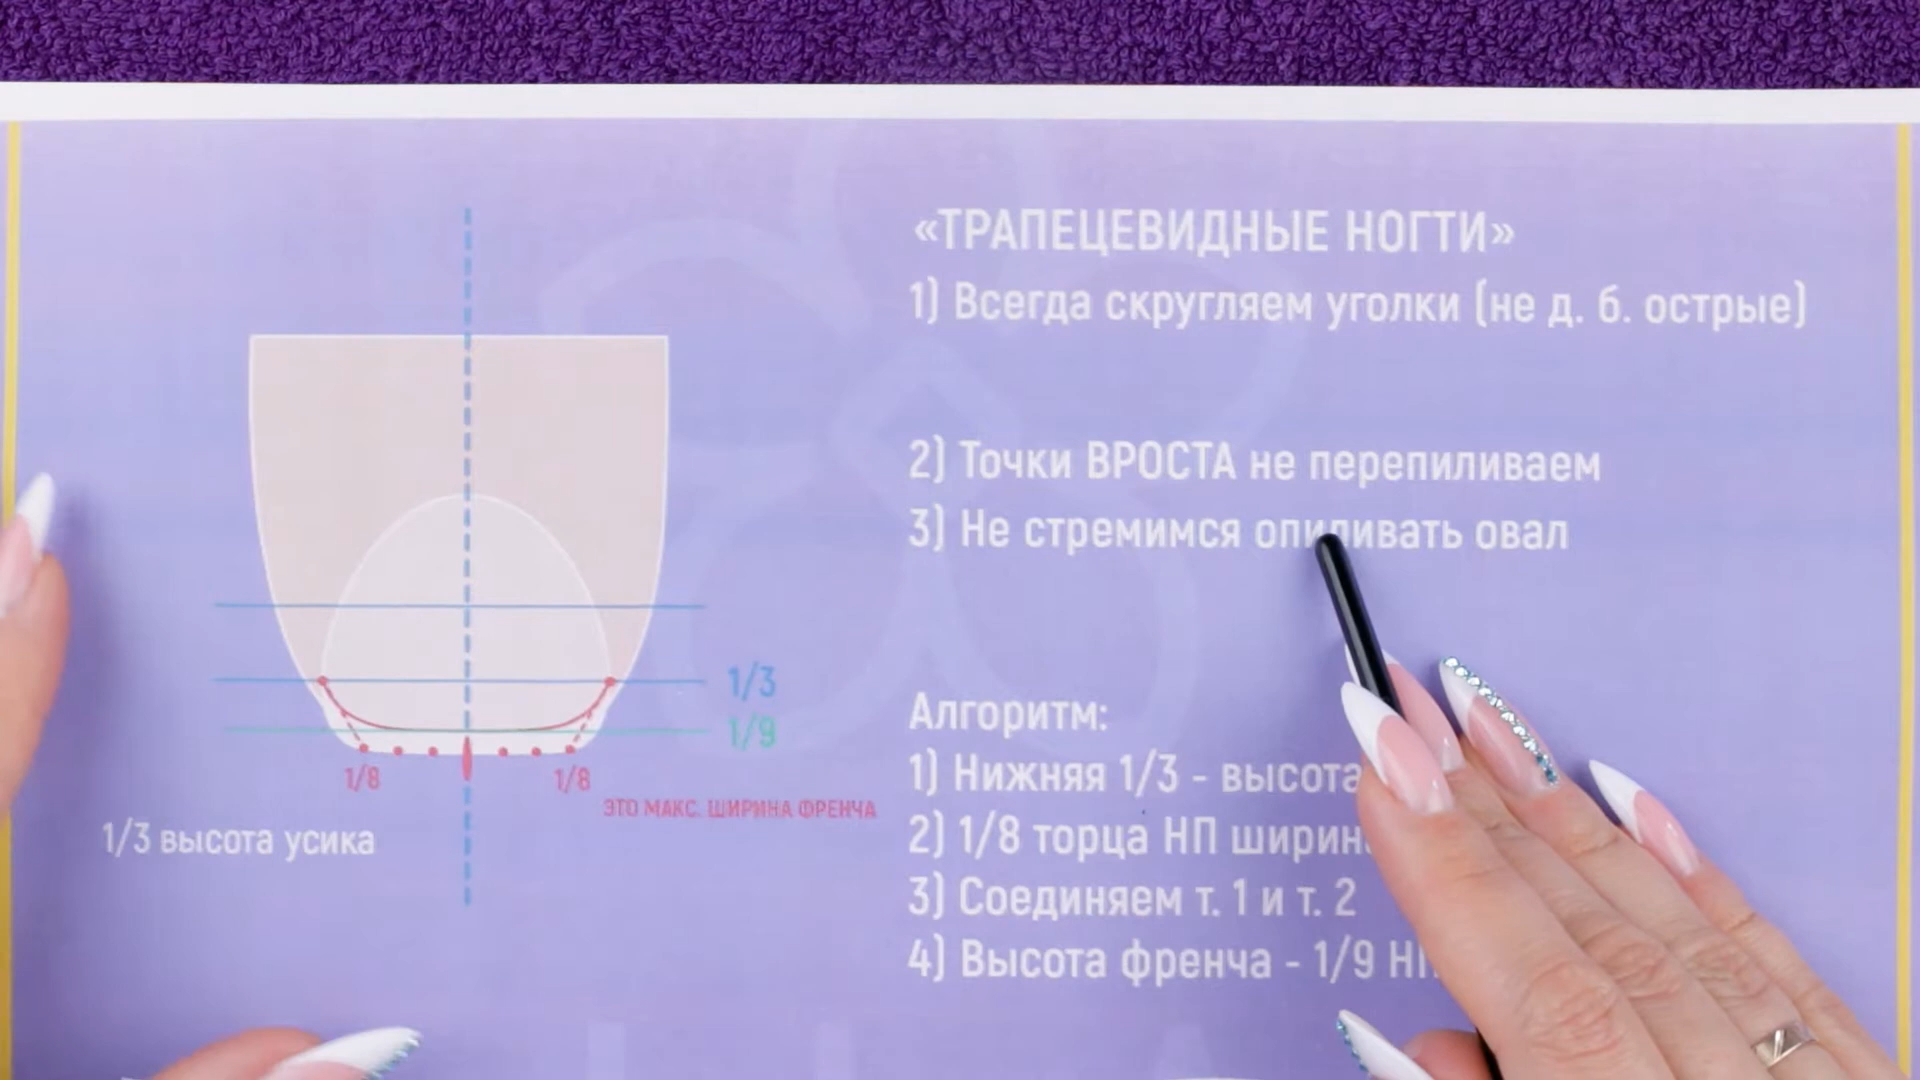 «ТРАПЕЦЕВИДНЫЕ НОГТИ»
1) Всегда скругляем уголки (не д. б. острые)
2) Точки ВРОСТА не перепиливаем
3) Не стремимся опиливать овал
Алгоритм:
1) Нижняя 1/3 - высота
2) 1/8 торца НП
3) Соединяем т. 1 и т. 2
4) Высота френча - 1/9
1/3
1/9
1/8 1/8
ЭТО МАКС. ШИРИНА ФРЕНЧА
1/3 высота усика